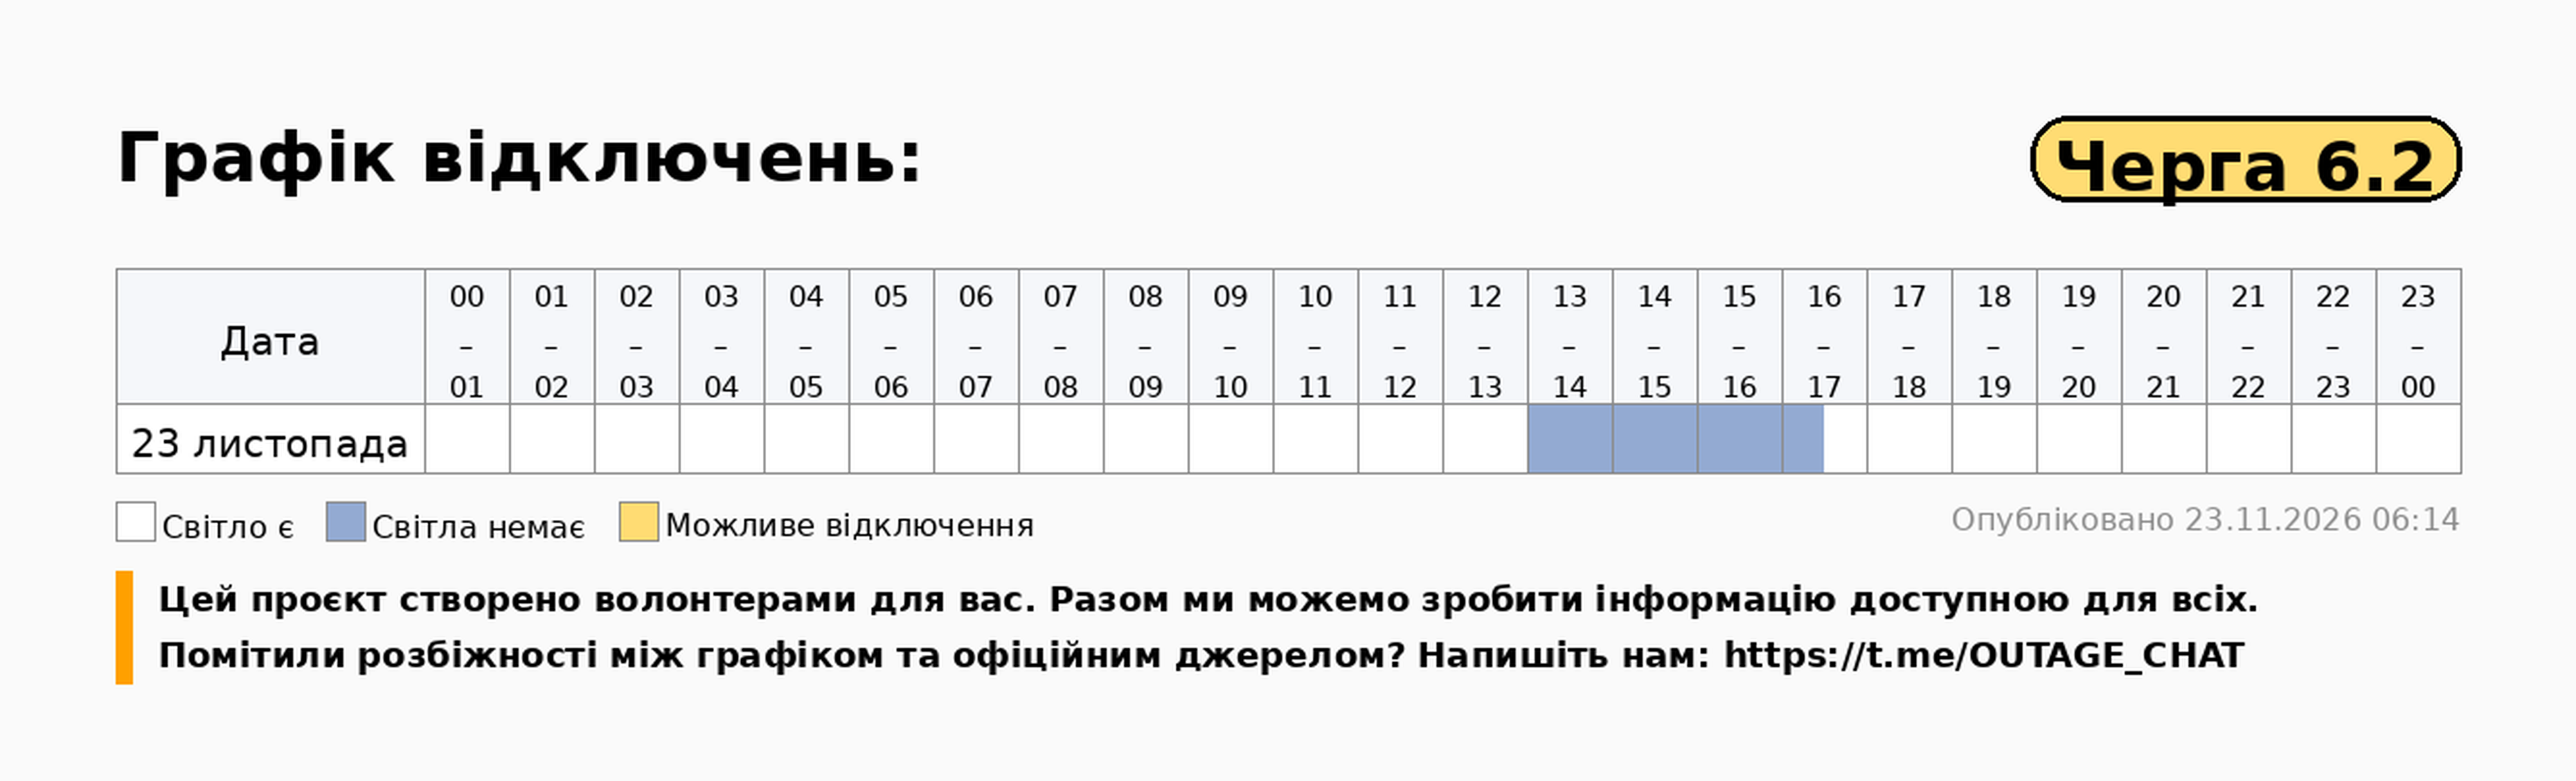 Графік відключень:
Черга 6.2
Дата
00 – 01
01 – 02
02 – 03
03 – 04
04 – 05
05 – 06
06 – 07
07 – 08
08 – 09
09 – 10
10 – 11
11 – 12
12 – 13
13 – 14
14 – 15
15 – 16
16 – 17
17 – 18
18 – 19
19 – 20
20 – 21
21 – 22
22 – 23
23 – 00
23 листопада
Світло є
Світла немає
Можливе відключення
Опубліковано 23.11.2026 06:14
Цей проєкт створено волонтерами для вас. Разом ми можемо зробити інформацію доступною для всіх.
Помітили розбіжності між графіком та офіційним джерелом? Напишіть нам: https://t.me/OUTAGE_CHAT